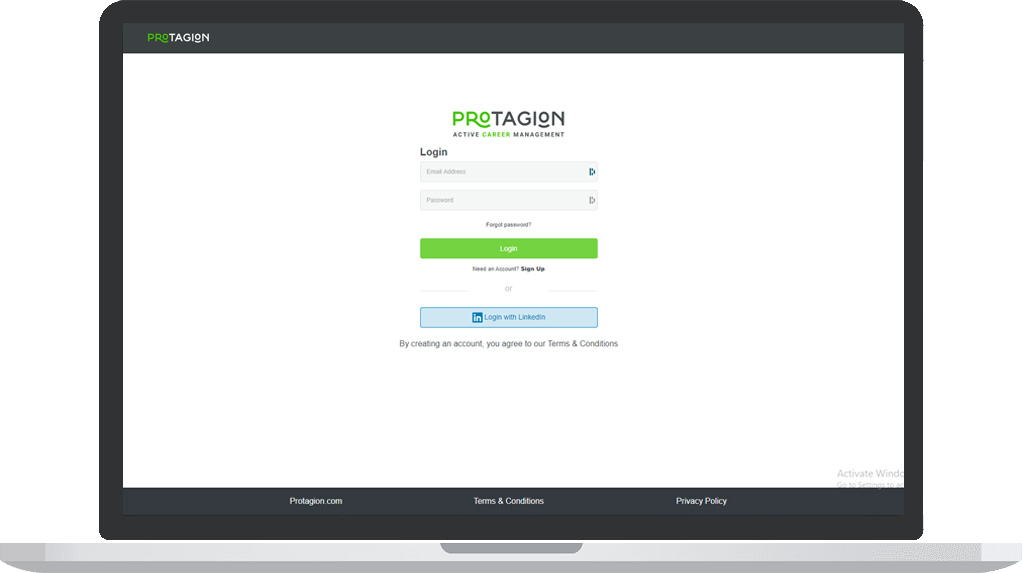 PROTAGION
PROTAGION
ACTIVE CAREER MANAGEMENT
Login
Email Address
Password
Forgot password?
Login
Need an Account? Sign Up
or
in Login with LinkedIn
By creating an account, you agree to our Terms & Conditions
Activate Windo
Go to Settings to ac
Protagion.com
Terms & Conditions
Privacy Policy